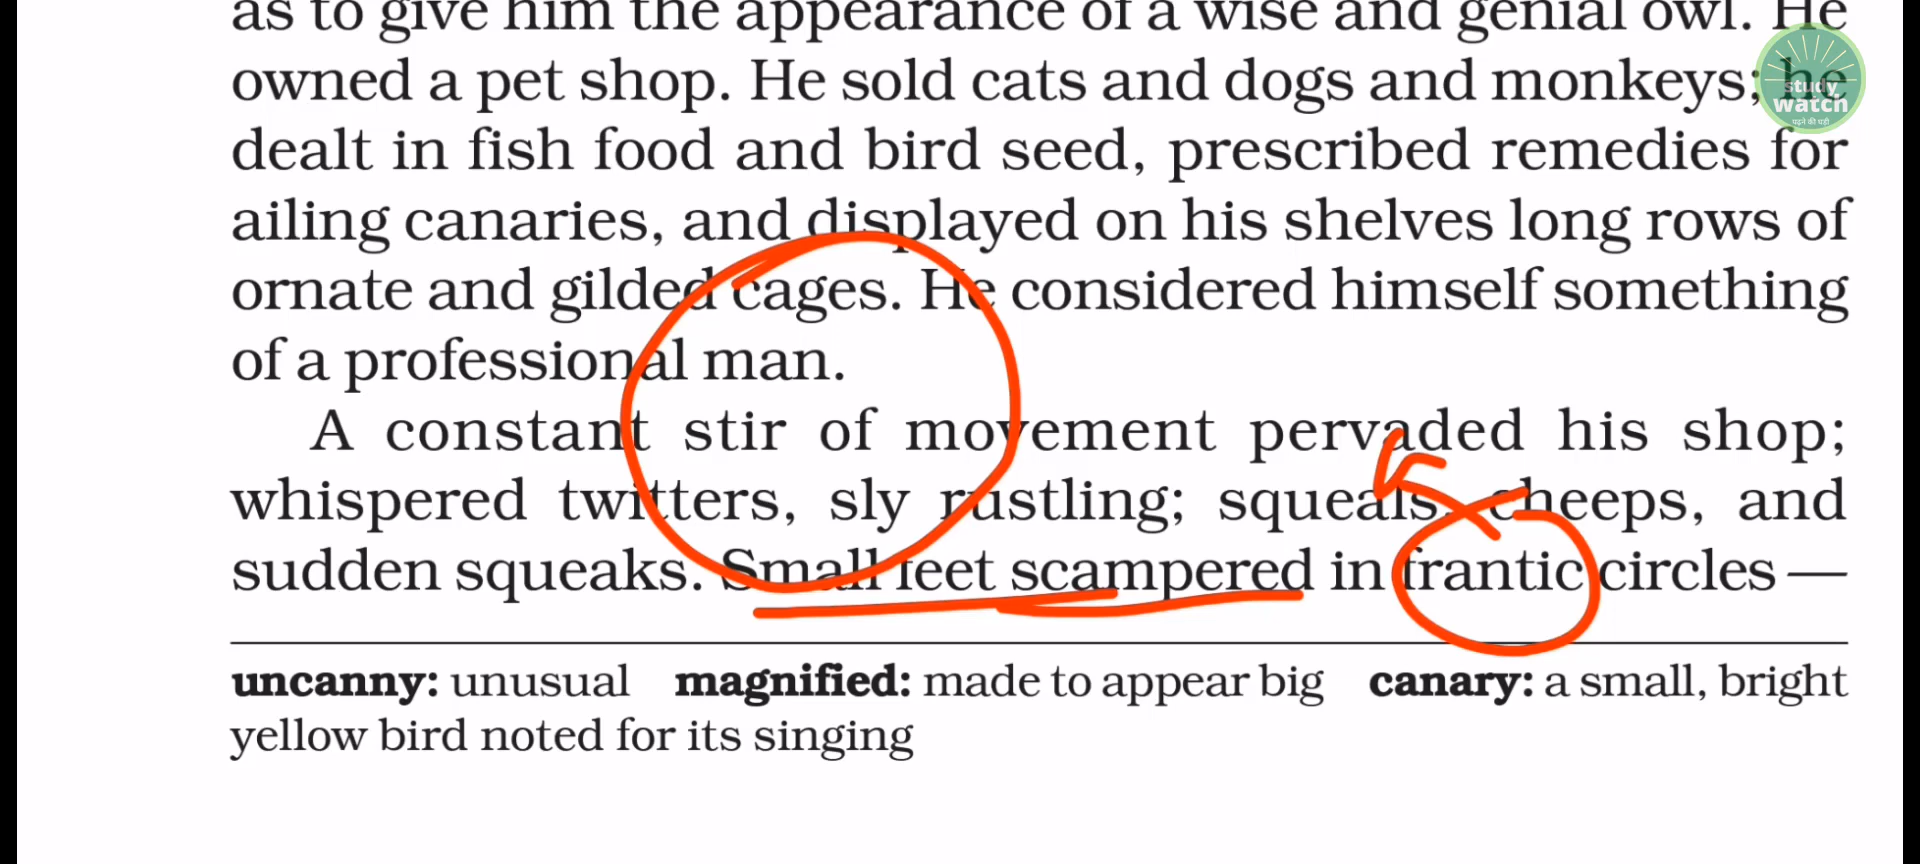 as to give him the appearance of a wise and genial owl. He
owned a pet shop. He sold cats and dogs and monkeys; he
dealt in fish food and bird seed, prescribed remedies for
ailing canaries, and displayed on his shelves long rows of
ornate and gilded cages. He considered himself something
of a professional man.
A constant stir of movement pervaded his shop;
whispered twitters, sly rustling; squeals, cheeps, and
sudden squeaks. Small feet scampered in frantic circles —
uncanny: unusual magnified: made to appear big canary: a small, bright
yellow bird noted for its singing
study
watch
पढ़ने की घड़ी